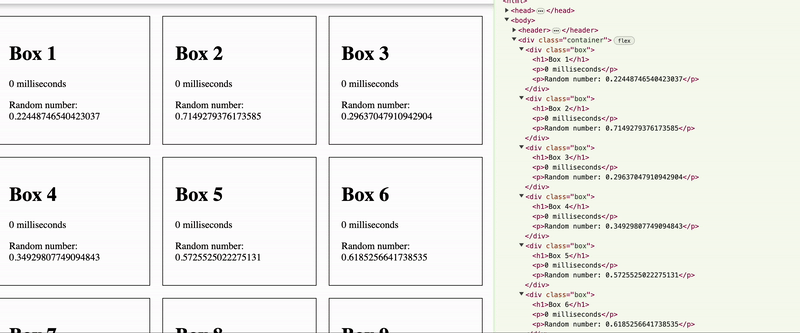 Box 1
0 milliseconds
Random number:
0.22448746540423037
Box 2
0 milliseconds
Random number:
0.7149279376173585
Box 3
0 milliseconds
Random number:
0.29637047910942904
Box 4
0 milliseconds
Random number:
0.34929807749094843
Box 5
0 milliseconds
Random number:
0.5725525022275131
Box 6
0 milliseconds
Random number:
0.6185256641738535
Box 7
Box 8
Box 9
<html>
<head> ••• </head>
<body>
<header> ••• </header>
<div class="container"> flex
<div class="box">
<h1>Box 1</h1>
<p>0 milliseconds</p>
<p>Random number: 0.22448746540423037</p>
</div>
<div class="box">
<h1>Box 2</h1>
<p>0 milliseconds</p>
<p>Random number: 0.7149279376173585</p>
</div>
<div class="box">
<h1>Box 3</h1>
<p>0 milliseconds</p>
<p>Random number: 0.29637047910942904</p>
</div>
<div class="box">
<h1>Box 4</h1>
<p>0 milliseconds</p>
<p>Random number: 0.34929807749094843</p>
</div>
<div class="box">
<h1>Box 5</h1>
<p>0 milliseconds</p>
<p>Random number: 0.5725525022275131</p>
</div>
<div class="box">
<h1>Box 6</h1>
<p>0 milliseconds</p>
<p>Random number: 0.6185256641738535</p>